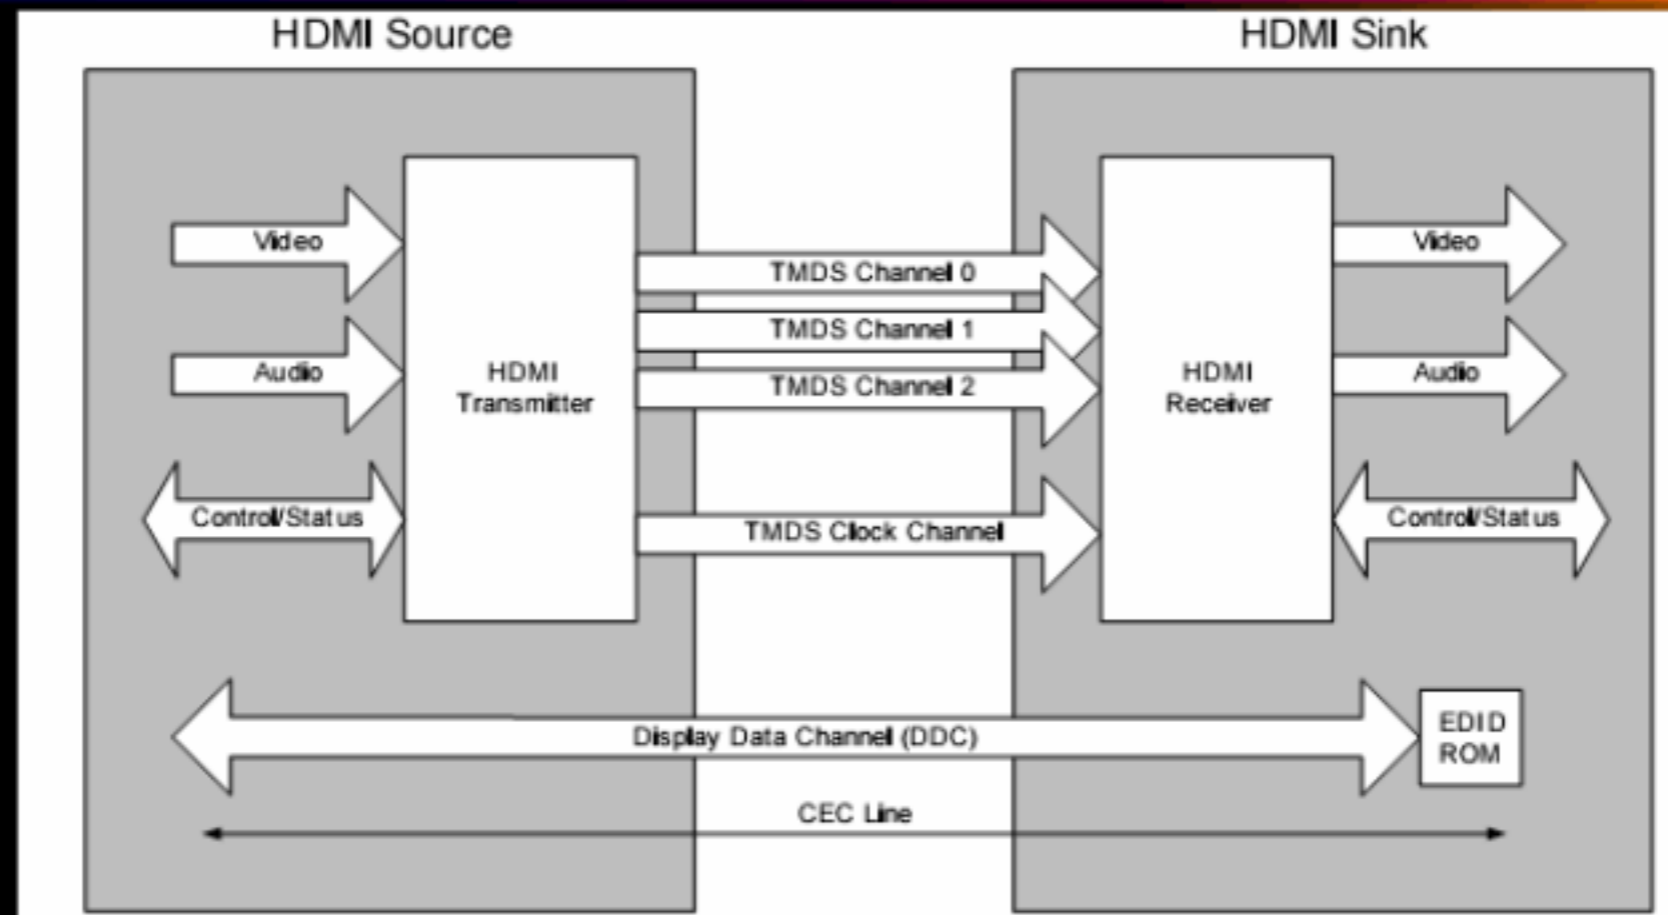 HDMI Source
HDMI Sink
Video
TMDS Channel 0
Video
TMDS Channel 1
Audio
HDMI
Transmitter
TMDS Channel 2
HDMI
Receiver
Audio
Control/Status
TMDS Clock Channel
Control/Status
Display Data Channel (DDC)
EDID
ROM
CEC Line